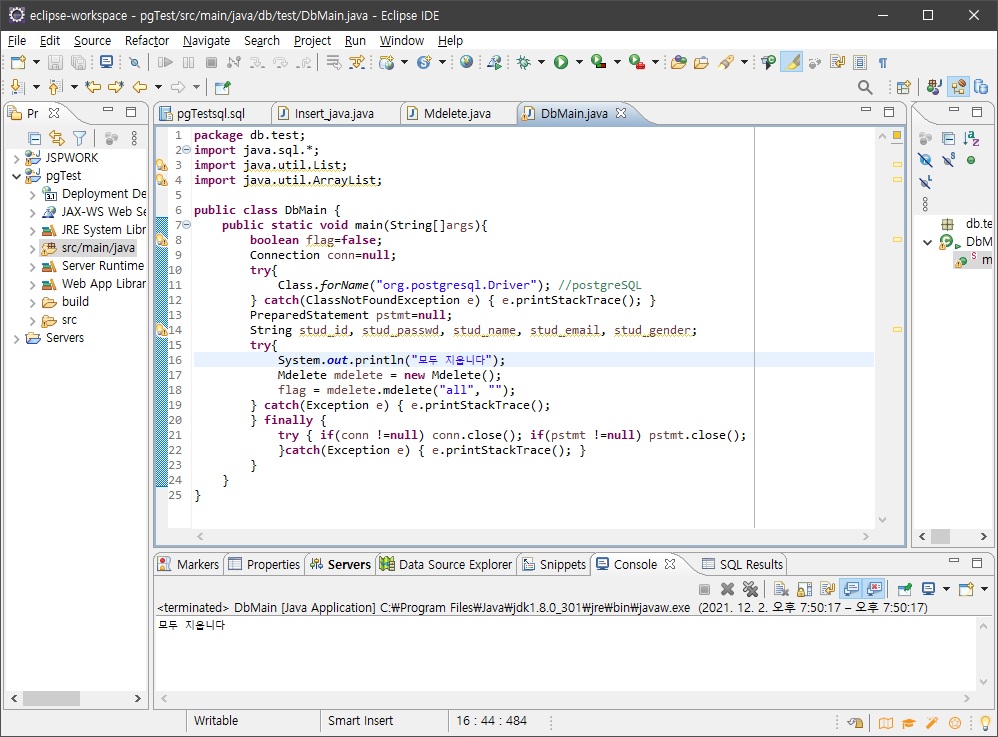 eclipse-workspace - pgTest/src/main/java/db/test/DbMain.java - Eclipse IDE
File Edit Source Refactor Navigate Search Project Run Window Help
Pr
JSPWORK
pgTest
Deployment De
JAX-WS Web Se
JRE System Libr
src/main/java
Server Runtime
Web App Librar
build
src
Servers
pgTestsql.sql Insert_java.java Mdelete.java DbMain.java
1 package db.test;
2 import java.sql.*;
3 import java.util.List;
4 import java.util.ArrayList;
5
6 public class DbMain {
7 public static void main(String[]args){
8 boolean flag=false;
9 Connection conn=null;
10 try{
11 Class.forName("org.postgresql.Driver"); //postgreSQL
12 } catch(ClassNotFoundException e) { e.printStackTrace(); }
13 PreparedStatement pstmt=null;
14 String stud_id, stud_passwd, stud_name, stud_email, stud_gender;
15 try{
16 System.out.println("모두 지웁니다");
17 Mdelete mdelete = new Mdelete();
18 flag = mdelete.mdelete("all", "");
19 } catch(Exception e) { e.printStackTrace();
20 } finally {
21 try { if(conn !=null) conn.close(); if(pstmt !=null) pstmt.close();
22 }catch(Exception e) { e.printStackTrace(); }
23 }
24 }
25 }
db.te
DbM
m
Markers Properties Servers Data Source Explorer Snippets Console SQL Results
<terminated> DbMain [Java Application] C:₩Program Files₩Java₩jdk1.8.0_301₩jre₩bin₩javaw.exe (2021. 12. 2. 오후 7:50:17 – 오후 7:50:17)
모두 지웁니다
Writable Smart Insert 16 : 44 : 484